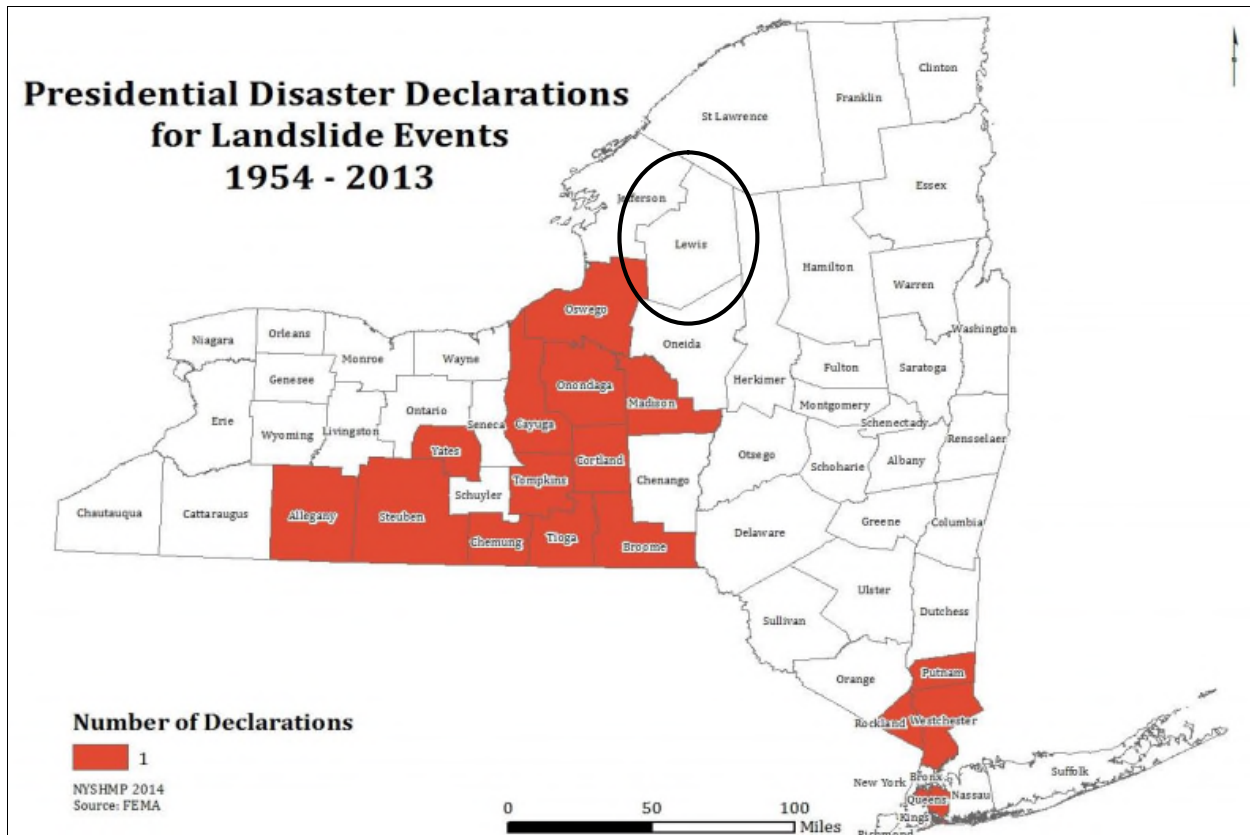 Presidential Disaster Declarations
for Landslide Events
1954 - 2013
Clinton
Franklin
St Lawrence
Essex
Jefferson
Lewis
Hamilton
Warren
Oswego
Washington
Niagara
Orleans
Monroe
Wayne
Oneida
Fulton
Saratoga
Genesee
Herkimer
Onondaga
Madison
Montgomery
Ontario
Erie
Wyoming
Livingston
Seneca
Cayuga
Schenectady
Rensselaer
Yates
Cortland
Otsego
Schoharie
Albany
Tompkins
Chenango
Schuyler
Chautauqua
Cattaraugus
Allegany
Steuben
Greene
Columbia
Delaware
Chemung
Tioga
Broome
Ulster
Sullivan
Dutchess
Orange
Putnam
Rockland
Westchester
Number of Declarations
1
NYSHMP 2014
Source: FEMA
New York
Bronx
Suffolk
Queens
Nassau
Kings
Richmond
0 50 100
Miles